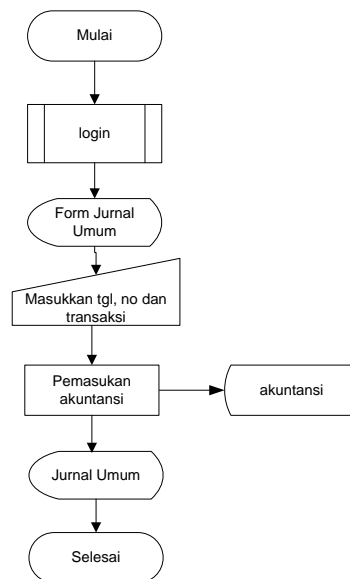 Mulai
login
Form Jurnal
Umum
Masukkan tgl, no dan
transaksi
Pemasukan
akuntansi
akuntansi
Jurnal Umum
Selesai